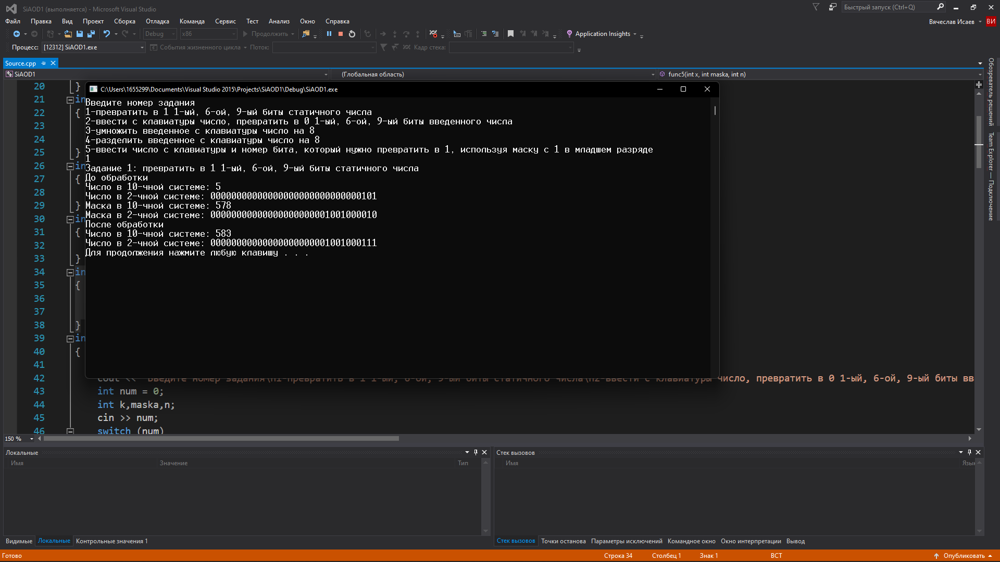 SiAOD1 (выполняется) - Microsoft Visual Studio
Быстрый запуск (Ctrl+Q)
Файл Правка Вид Проект Сборка Отладка Команда Сервис Тест Анализ Окно Справка
Вячеслав Исаев ВИ
Debug x86 Продолжить Application Insights
Процесс: [12312] SiAOD1.exe События жизненного цикла Поток: Кадр стека:
Source.cpp
SiAOD1 (Глобальная область) func5(int x, int maska, int n)
C:\Users\1655299\Documents\Visual Studio 2015\Projects\SiAOD1\Debug\SiAOD1.exe
Введите номер задания
1-превратить в 1 1-ый, 6-ой, 9-ый биты статичного числа
2-ввести с клавиатуры число, превратить в 0 1-ый, 6-ой, 9-ый биты введенного числа
3-умножить введенное с клавиатуры число на 8
4-разделить введенное с клавиатуры число на 8
5-ввести число с клавиатуры и номер бита, который нужно превратить в 1, используя маску с 1 в младшем разряде
1
Задание 1: превратить в 1 1-ый, 6-ой, 9-ый биты статичного числа
До обработки
Число в 10-чной системе: 5
Число в 2-чной системе: 00000000000000000000000000000101
Маска в 10-чной системе: 578
Маска в 2-чной системе: 00000000000000000000001001000010
После обработки
Число в 10-чной системе: 583
Число в 2-чной системе: 00000000000000000000001001000111
Для продолжения нажмите любую клавишу . . .
20 }
21 in
22 {
23
24
25 }
26 in
27 {
28
29 }
30 in
31 {
32
33 }
34 in
35 {
36
37
38 }
39 in
40 {
41
42 cout << "Введите номер задания\n1-превратить в 1 1-ый, 6-ой, 9-ый биты статичного числа\n2-ввести с клавиатуры число, превратить в 0 1-ый, 6-ой, 9-ый биты вв
43 int num = 0;
44 int k,maska,n;
45 cin >> num;
46 switch (num)
150 %
Локальные
Имя Значение Тип
Стек вызовов
Имя Язык
Видимые Локальные Контрольные значения 1
Стек вызовов Точки останова Параметры исключений Командное окно Окно интерпретации Вывод
Готово Строка 34 Столбец 1 Знак 1 ВСТ Опубликовать
Обозреватель решений
Team Explorer — Подключение